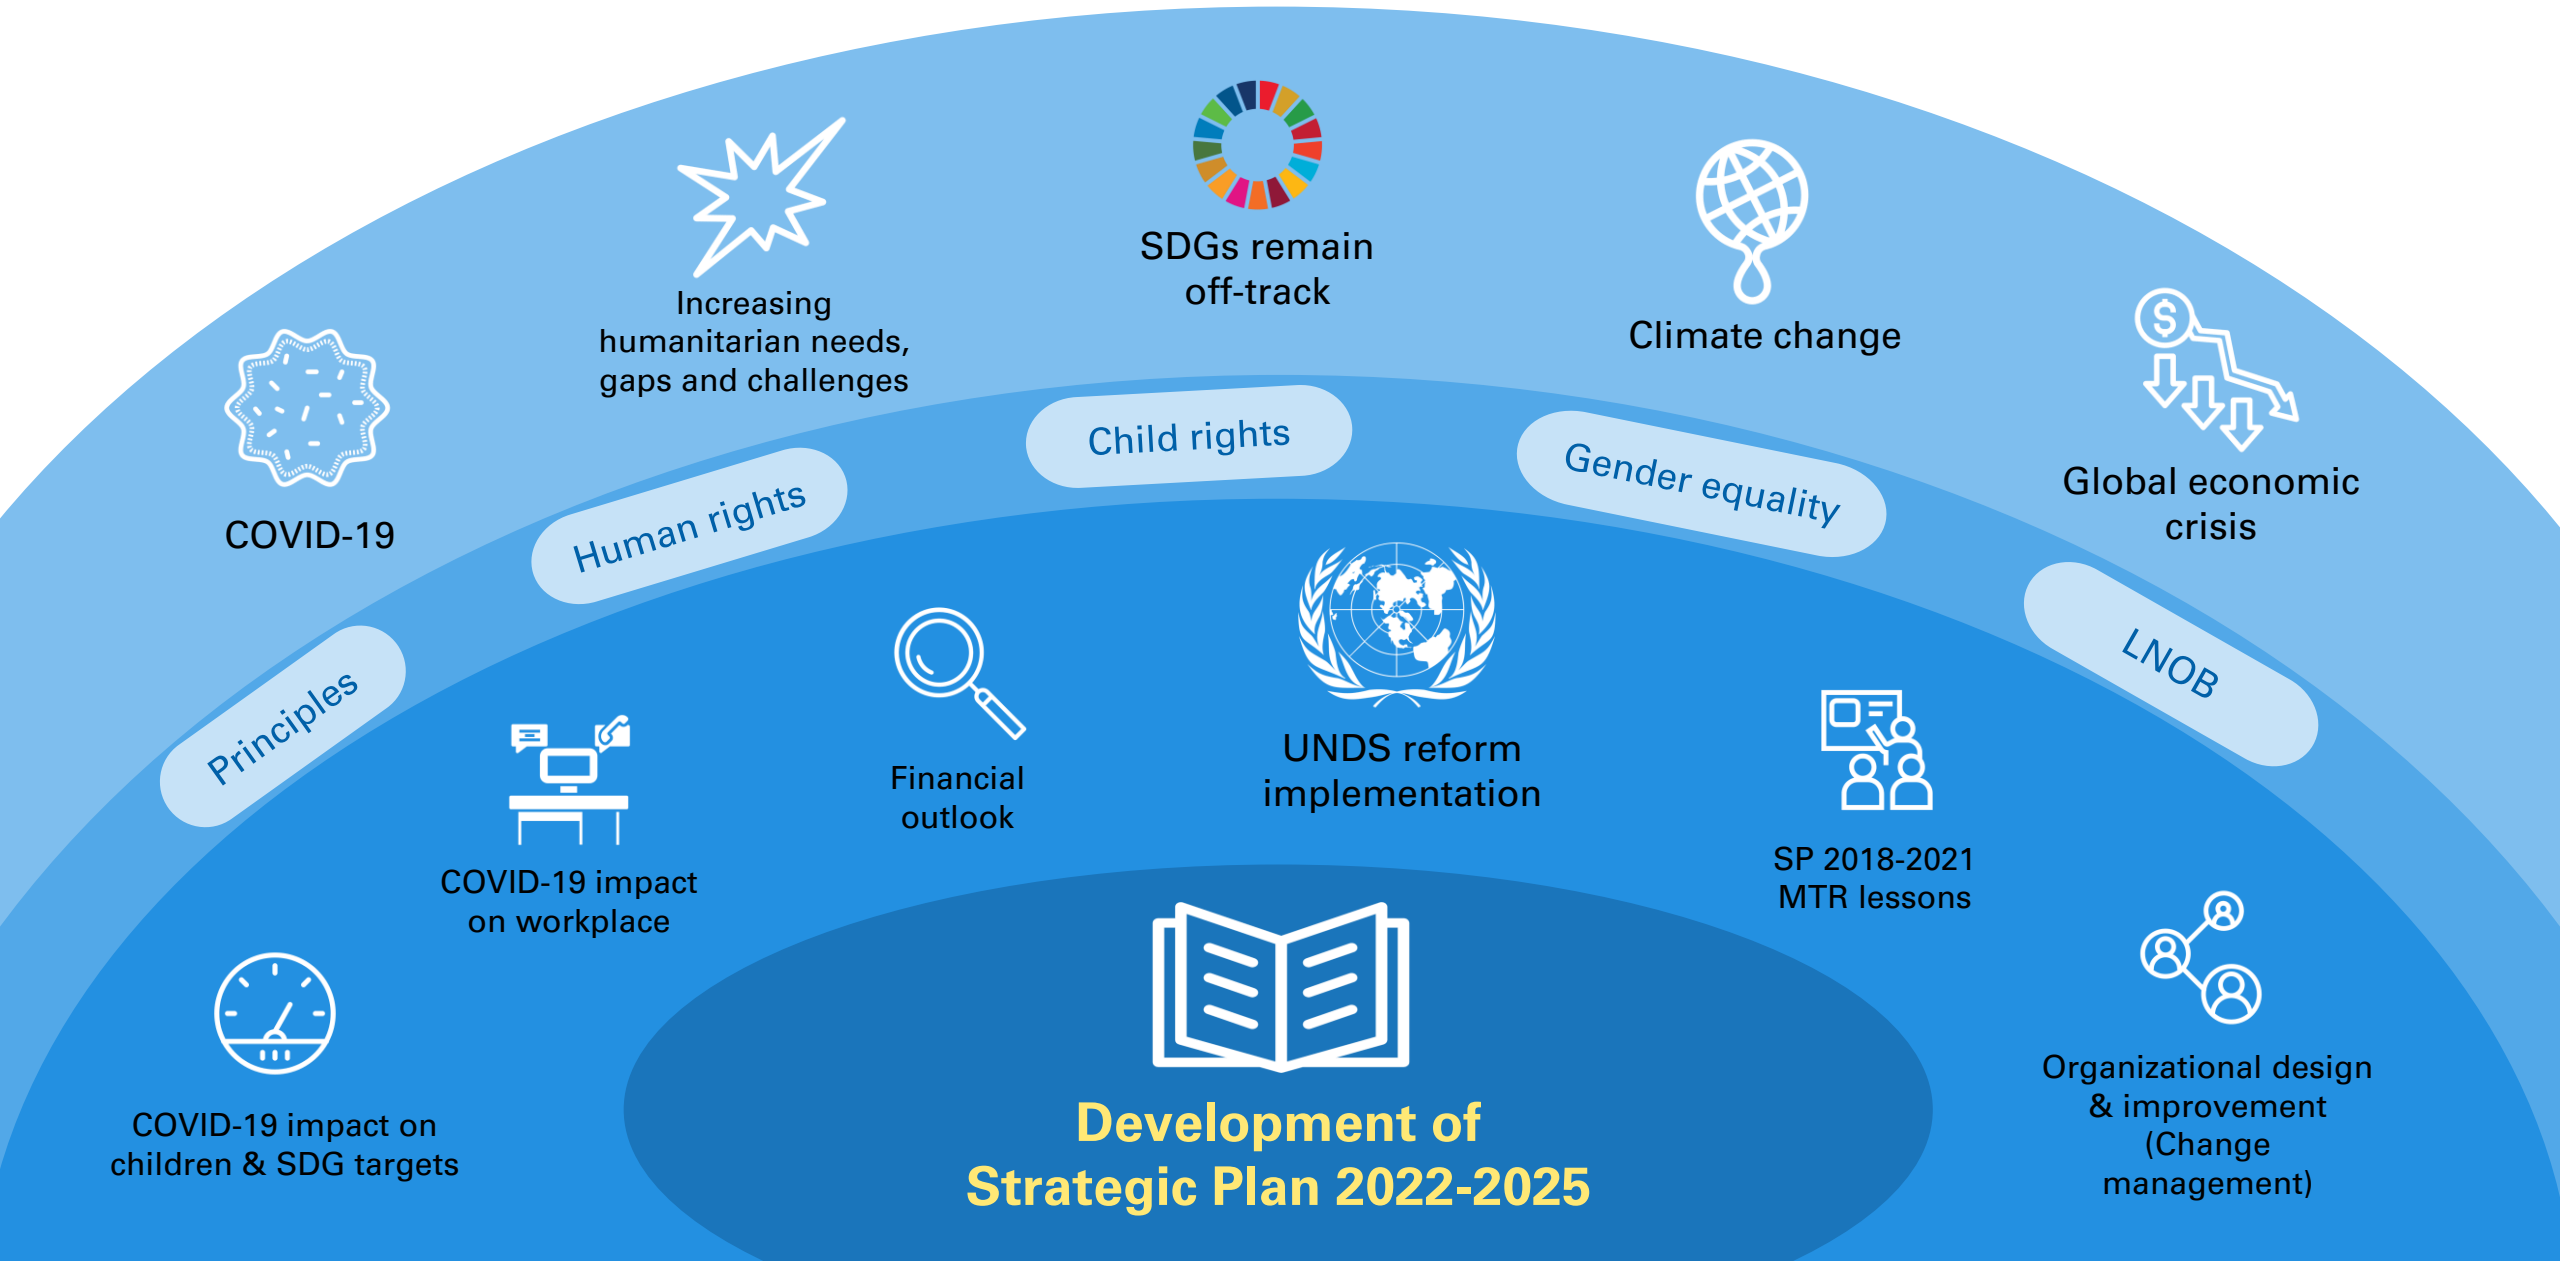 SDGs remain
off-track
Increasing
humanitarian needs,
gaps and challenges
Climate change
COVID-19
Global economic
crisis
Principles
Human rights
Child rights
Gender equality
LNOB
COVID-19 impact on
children & SDG targets
COVID-19 impact
on workplace
Financial
outlook
UNDS reform
implementation
SP 2018-2021
MTR lessons
Organizational design
& improvement
(Change
management)
Development of
Strategic Plan 2022-2025